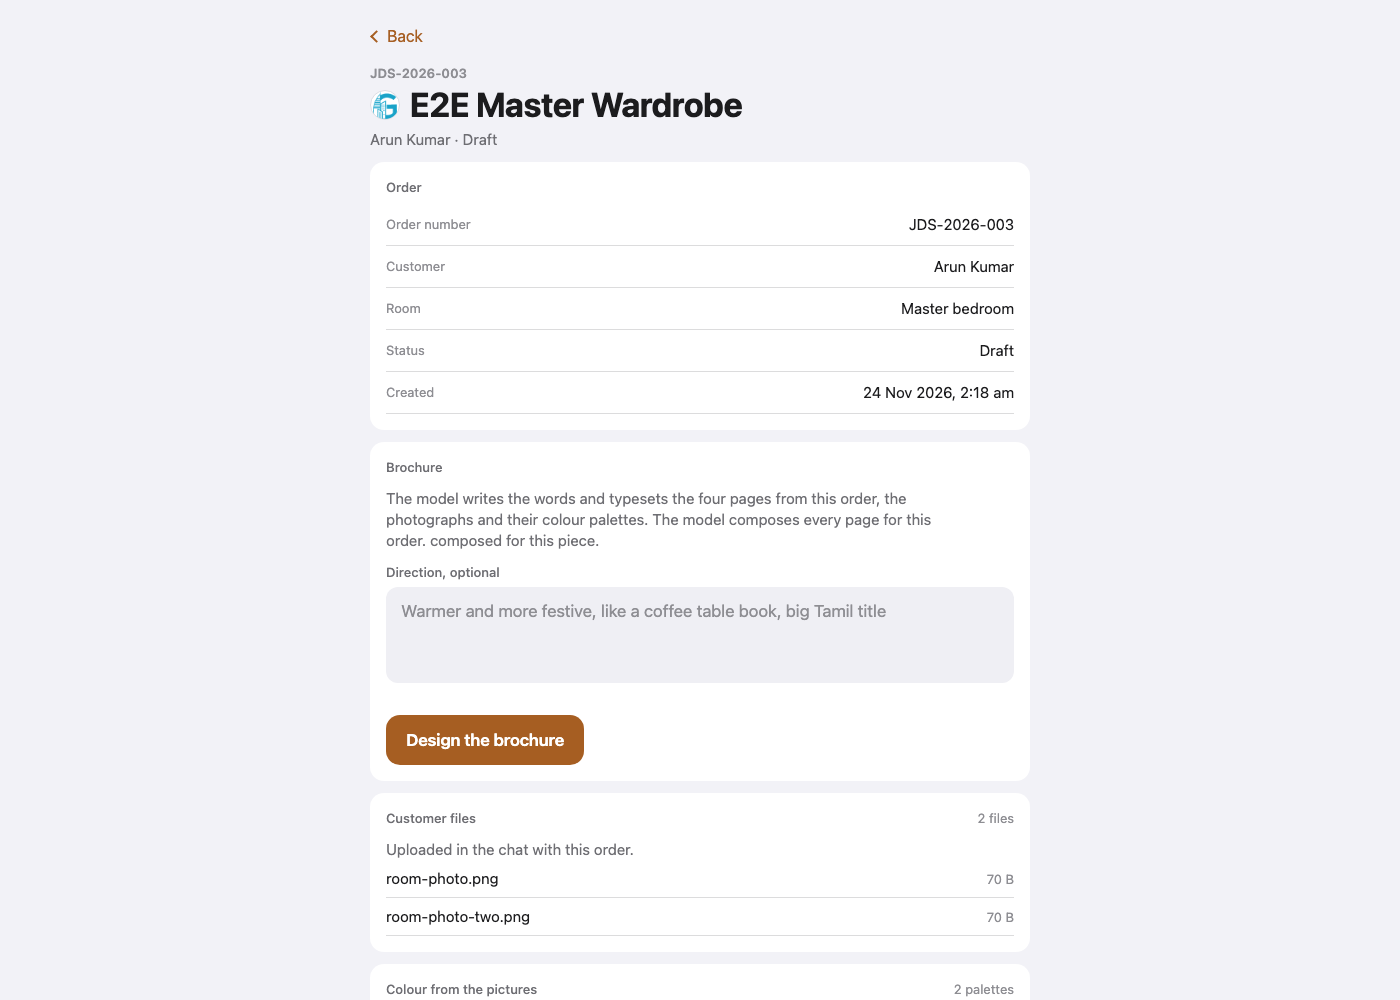 Back
JDS-2026-003
G E2E Master Wardrobe
Arun Kumar · Draft
Order
Order number JDS-2026-003
Customer Arun Kumar
Room Master bedroom
Status Draft
Created 24 Nov 2026, 2:18 am
Brochure
The model writes the words and typesets the four pages from this order, the
photographs and their colour palettes. The model composes every page for this
order. composed for this piece.
Direction, optional
Warmer and more festive, like a coffee table book, big Tamil title
Design the brochure
Customer files 2 files
Uploaded in the chat with this order.
room-photo.png 70 B
room-photo-two.png 70 B
Colour from the pictures 2 palettes